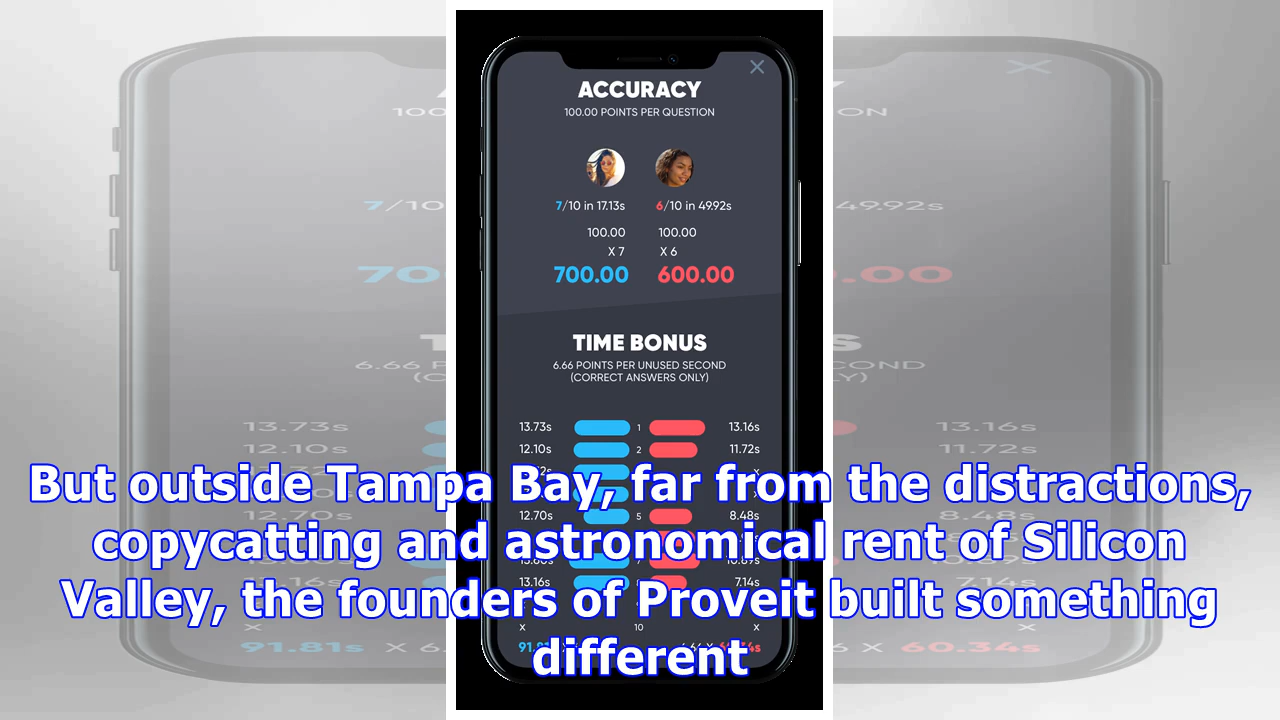 ACCURACY
100.00 POINTS PER QUESTION
7/10 in 17.13s 6/10 in 49.92s
100.00 100.00
X 7 X 6
700.00 600.00
TIME BONUS
6.66 POINTS PER UNUSED SECOND
(CORRECT ANSWERS ONLY)
13.73s 1 13.16s
12.10s 2 11.72s
But outside Tampa Bay, far from the distractions,
12.70s 5 8.48s
copycatting and astronomical rent of Silicon
13.16s 7.14s
Valley, the founders of Proveit built something
x 10 x
different